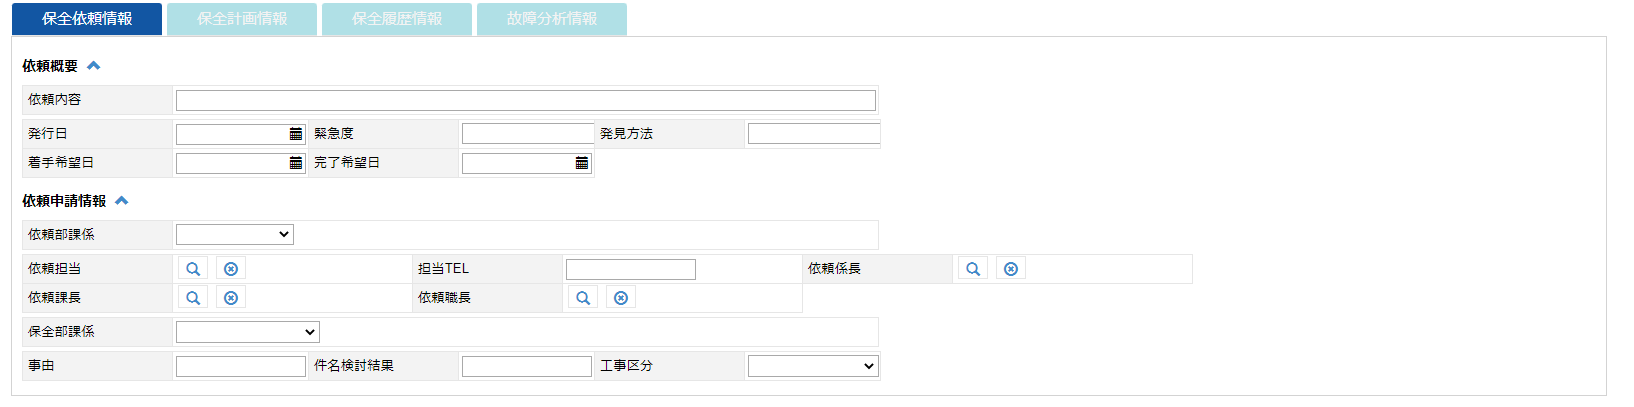 保全依頼情報 保全計画情報 保全履歴情報 故障分析情報
依頼概要
依頼内容
発行日 緊急度 発見方法
着手希望日 完了希望日
依頼申請情報
依頼部課係
依頼担当 担当TEL 依頼係長
依頼課長 依頼職長
保全部課係
事由 件名検討結果 工事区分